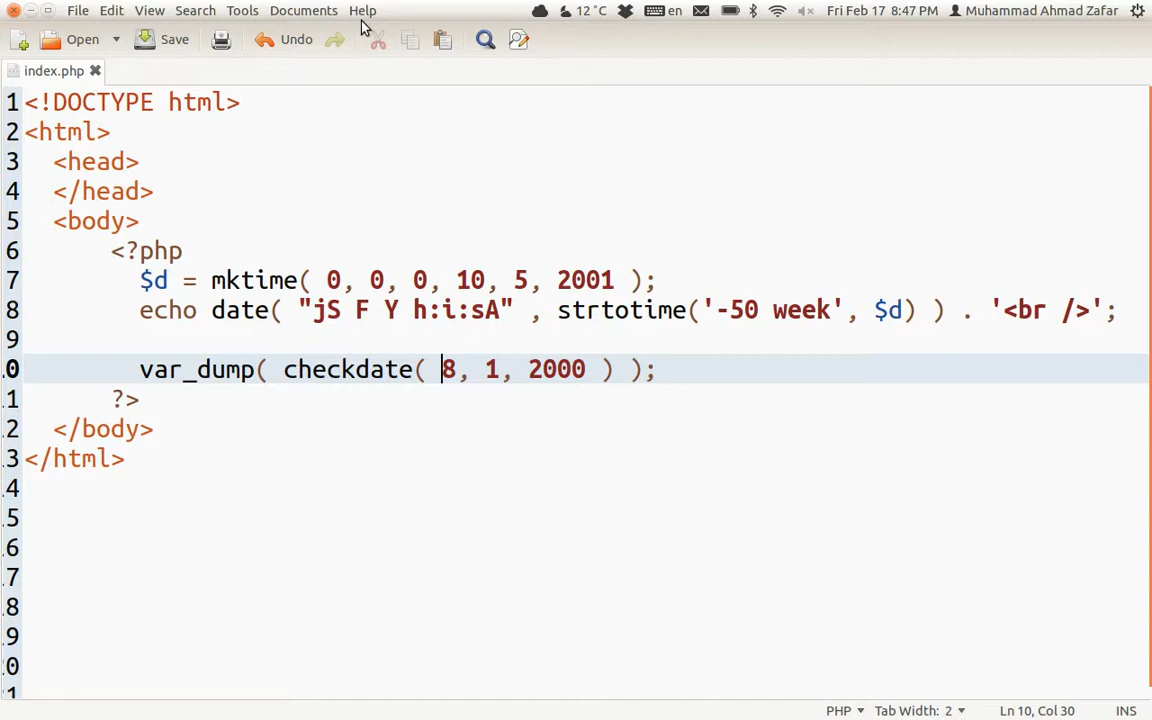 File Edit View Search Tools Documents Help 12 °C en Fri Feb 17 8:47 PM Muhammad Ahmad Zafar
Open Save Undo
index.php
1 <!DOCTYPE html>
2 <html>
3 <head>
4 </head>
5 <body>
6 <?php
7 $d = mktime( 0, 0, 0, 10, 5, 2001 );
8 echo date( "jS F Y h:i:sA" , strtotime('-50 week', $d) ) . '<br />';
9
0 var_dump( checkdate( 8, 1, 2000 ) );
1 ?>
2 </body>
3 </html>
4
5
6
7
8
9
0
1
PHP Tab Width: 2 Ln 10, Col 30 INS